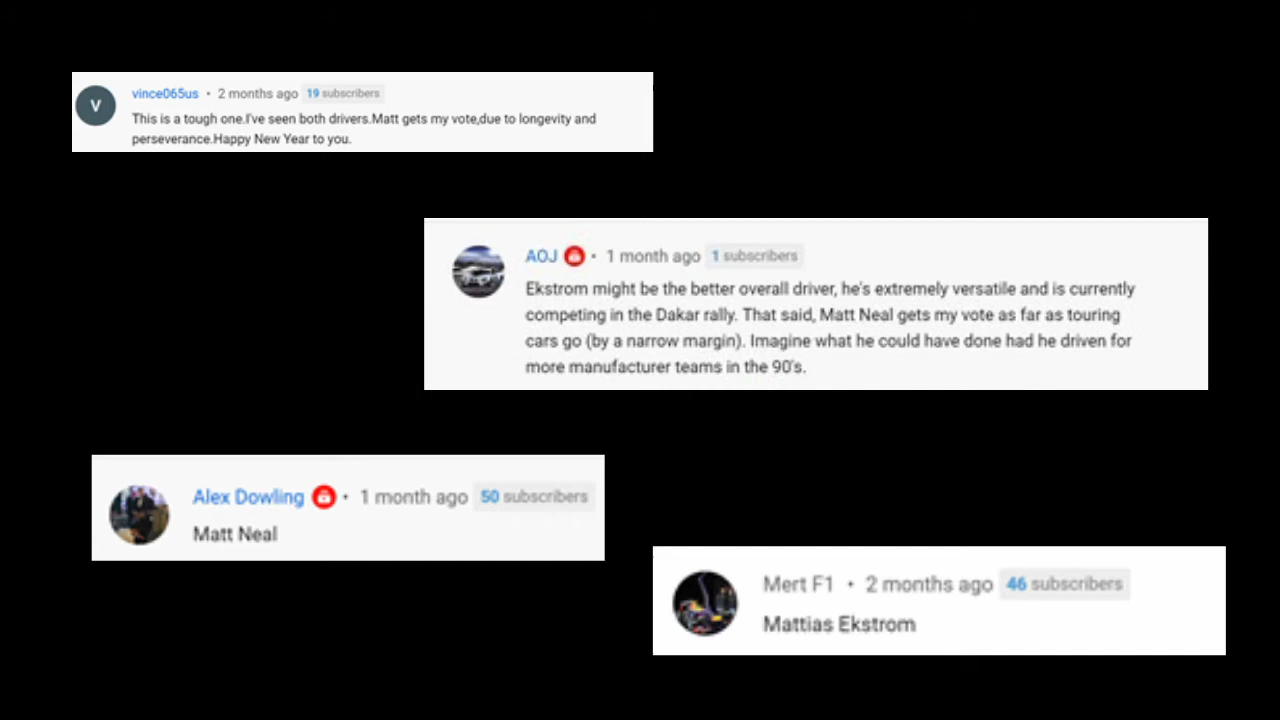 V
vince065us • 2 months ago 19 subscribers
This is a tough one.I've seen both drivers.Matt gets my vote,due to longevity and
perseverance.Happy New Year to you.
AOJ • 1 month ago 1 subscribers
Ekstrom might be the better overall driver, he's extremely versatile and is currently
competing in the Dakar rally. That said, Matt Neal gets my vote as far as touring
cars go (by a narrow margin). Imagine what he could have done had he driven for
more manufacturer teams in the 90's.
Alex Dowling • 1 month ago 50 subscribers
Matt Neal
Mert F1 • 2 months ago 46 subscribers
Mattias Ekstrom